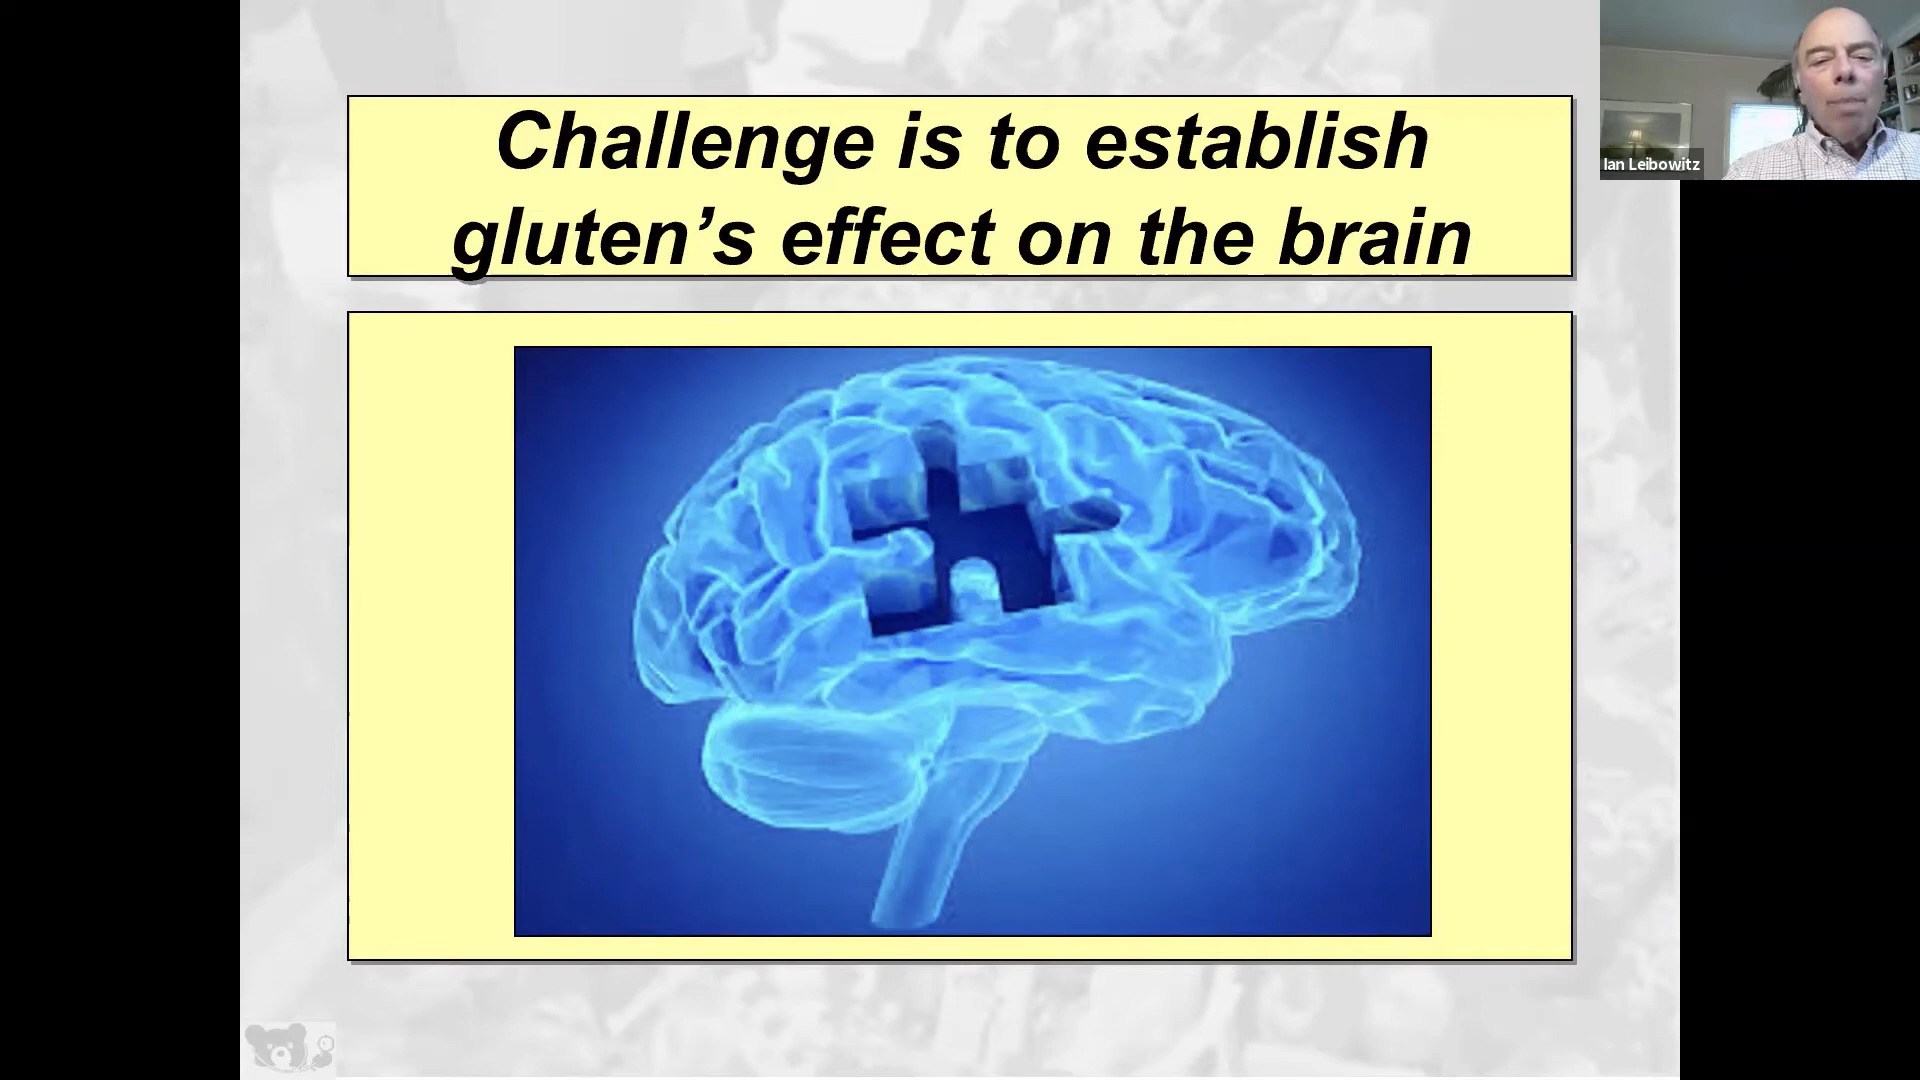 Challenge is to establish
gluten’s effect on the brain
Ian Leibowitz